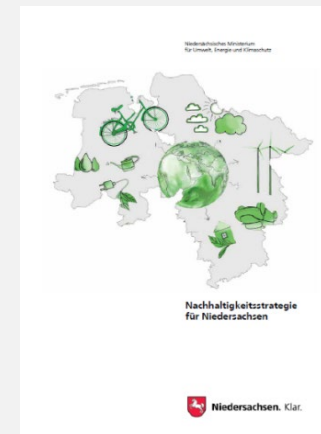 Niedersächsisches Ministerium
für Umwelt, Energie und Klimaschutz
Nachhaltigkeitsstrategie
für Niedersachsen
Niedersachsen. Klar.